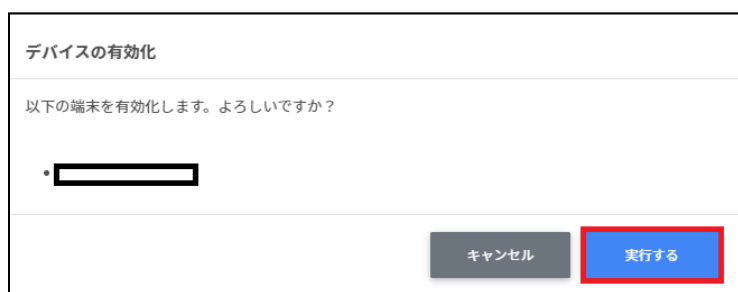 デバイスの有効化
以下の端末を有効化します。よろしいですか？
•
キャンセル 実行する